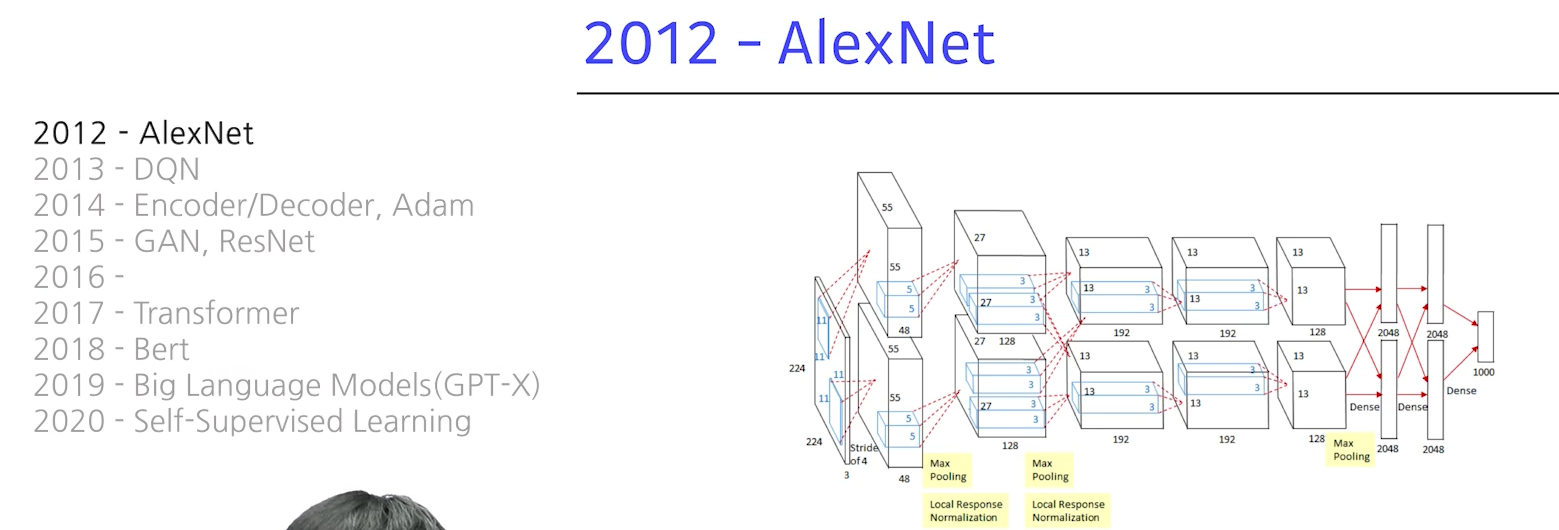 2012 - AlexNet
2012 - AlexNet
2013 - DQN
2014 - Encoder/Decoder, Adam
2015 - GAN, ResNet
2016 -
2017 - Transformer
2018 - Bert
2019 - Big Language Models(GPT-X)
2020 - Self-Supervised Learning
55
55
5
5
48
27
27
3
3
3
128
13
13
3
3
192
13
13
3
3
192
13
13
128
2048
2048
1000
11
11
224
11
11
224
3
Stride
of 4
55
55
5
5
48
27
27
3
3
3
3
128
13
13
3
3
192
13
13
3
3
192
13
13
128
Dense
Dense
Dense
2048
2048
Max
Pooling
Max
Pooling
Max
Pooling
Local Response
Normalization
Local Response
Normalization